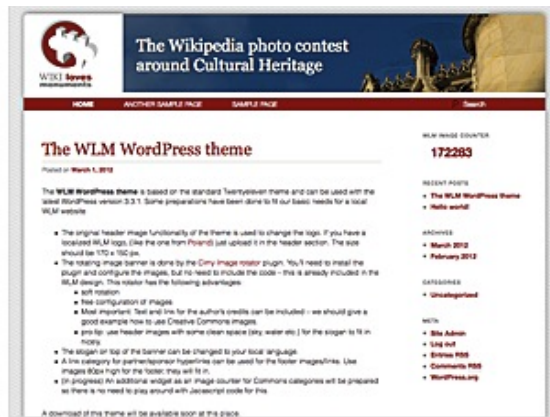 WIKI loves
monuments
The Wikipedia photo contest
around Cultural Heritage
HOME ANOTHER SAMPLE PAGE SAMPLE PAGE Search
The WLM WordPress theme
Posted on March 1, 2012
The WLM WordPress theme is based on the standard Twentyeleven theme and can be used with the
latest WordPress version 3.3.1. Some preparations have been done to fit our basic needs for a local
WLM website
The original header image functionality of the theme is used to change the logo. If you have a
localized WLM logo, (like the one from Poland) just upload it in the header section. The size
should be 170 x 150 px.
The rotating image banner is done by the Cimy image rotator plugin. You'll need to install the
plugin and configure the images, but no need to include the code – this is already included in the
WLM design. This rotator has the following advantages:
soft rotation
free configuration of images
Most important: Text and link for the author's credits can be included – we should give a
good example how to use Creative Commons images.
pro tip: use header images with some clean space (sky, water etc.) for the slogan to fit in
nicely.
The slogan on top of the banner can be changed to your local language.
A link category for partner/sponsor hyperlinks can be used for the footer images/links. Use
images 80px high for the footer, they will fit in.
(in progress) An additional widget as an image counter for Commons categories will be prepared
so there is no need to play around with Javascript code for this
A download of this theme will be available soon at this place.
WLM IMAGE COUNTER
172283
RECENT POSTS
The WLM WordPress theme
Hello world!
ARCHIVES
March 2012
February 2012
CATEGORIES
Uncategorized
META
Site Admin
Log out
Entries RSS
Comments RSS
WordPress.org